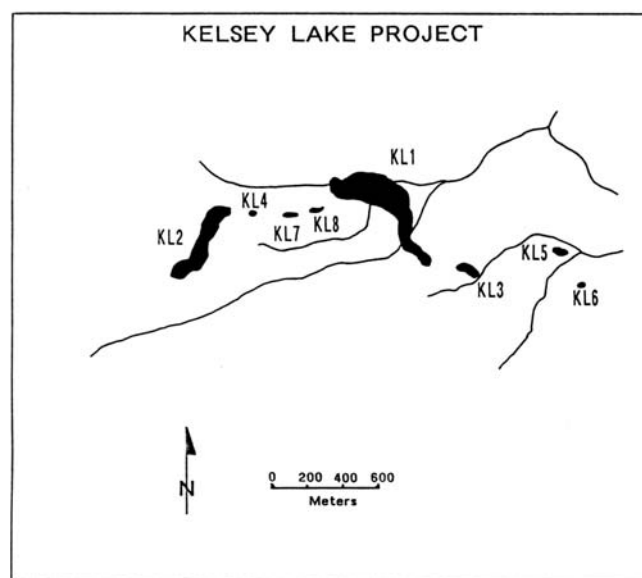 KELSEY LAKE PROJECT
KL1
KL4
KL8
KL7
KL2
KL5
KL3
KL6
N
0 200 400 600
Meters